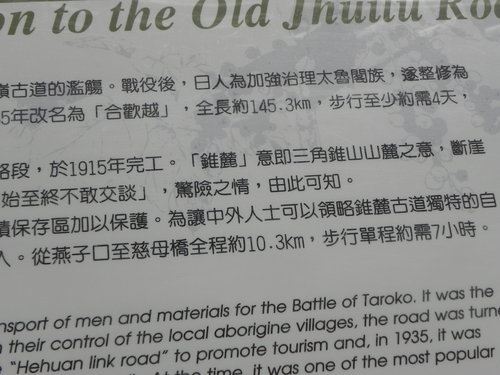 on to the Old Jhuilu Ro
嶺古道的濫觴。戰役後，日人為加強治理太魯閣族，遂整修為
5年改名為「合歡越」，全長約145.3km，步行至少約需4天，
路段，於1915年完工。「錐麓」意即三角錐山山麓之意，斷崖
始至終不敢交談」，驚險之情，由此可知。
蹟保存區加以保護。為讓中外人士可以領略錐麓古道獨特的自
入。從燕子口至慈母橋全程約10.3km，步行單程約需7小時。
nsport of men and materials for the Battle of Taroko. It was the
their control of the local aborigine villages, the road was turne
"Hehuan link road" to promote tourism and, in 1935, it was
At the time, it was one of the most popular